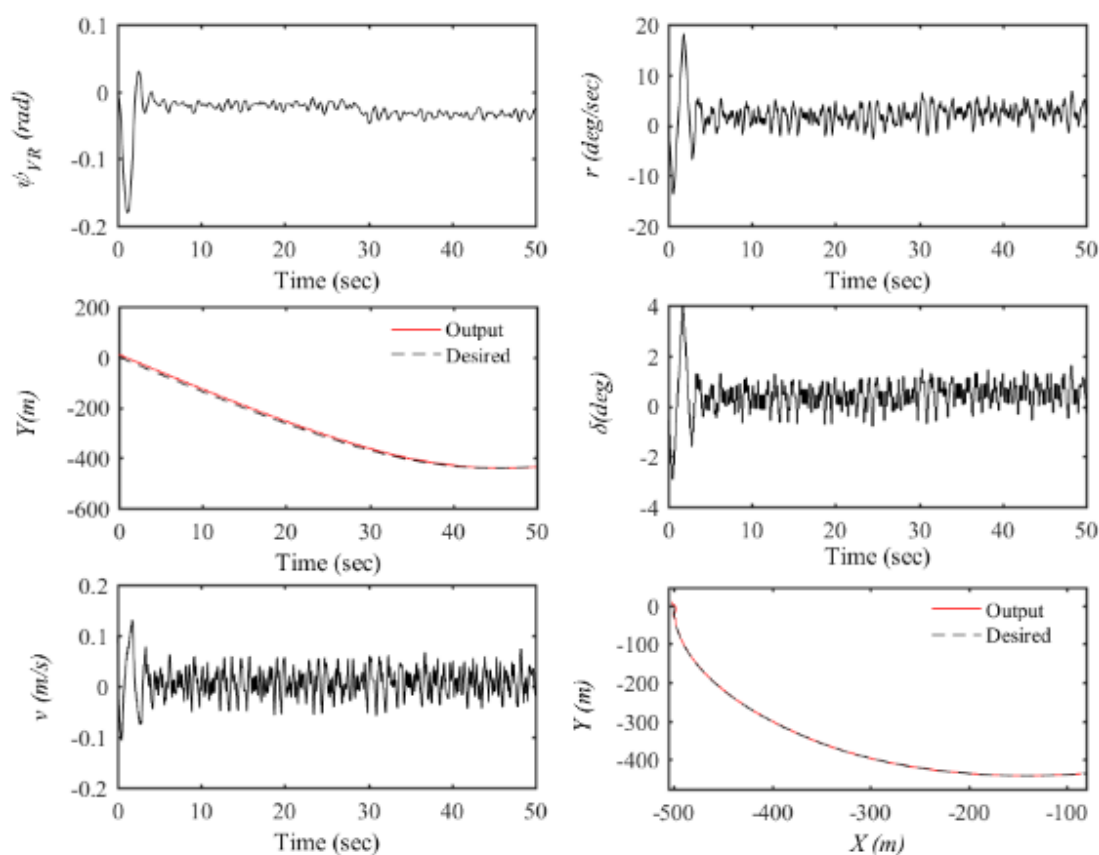 0.1
0
-0.1
-0.2
ψ_VR (rad)
0 10 20 30 40 50
Time (sec)
20
10
0
-10
-20
r (deg/sec)
0 10 20 30 40 50
Time (sec)
200
0
-200
-400
-600
Y(m)
Output
Desired
0 10 20 30 40 50
Time (sec)
4
2
0
-2
-4
δ(deg)
0 10 20 30 40 50
Time (sec)
0.2
0.1
0
-0.1
-0.2
v (m/s)
0 10 20 30 40 50
Time (sec)
0
-100
-200
-300
-400
Y (m)
Output
Desired
-500 -400 -300 -200 -100
X (m)